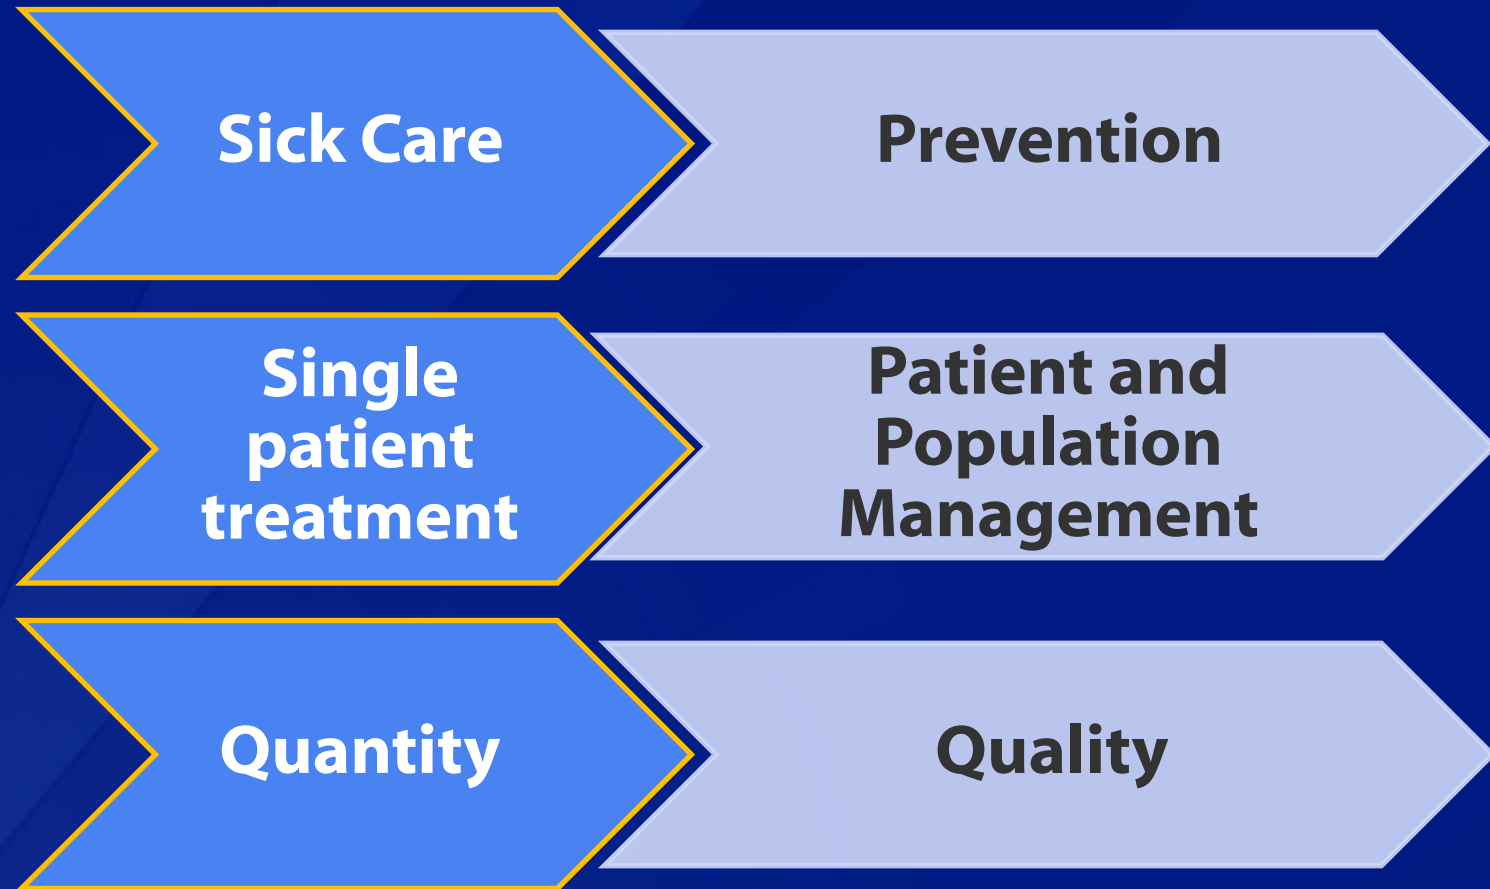 Sick Care
Prevention
Single
patient
treatment
Patient and
Population
Management
Quantity
Quality